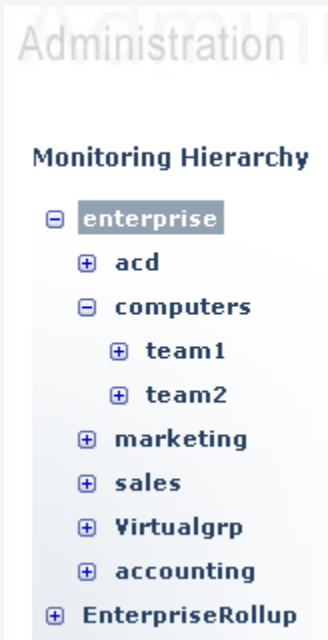 Administration
Monitoring Hierarchy
enterprise
acd
computers
team1
team2
marketing
sales
Virtualgrp
accounting
EnterpriseRollup